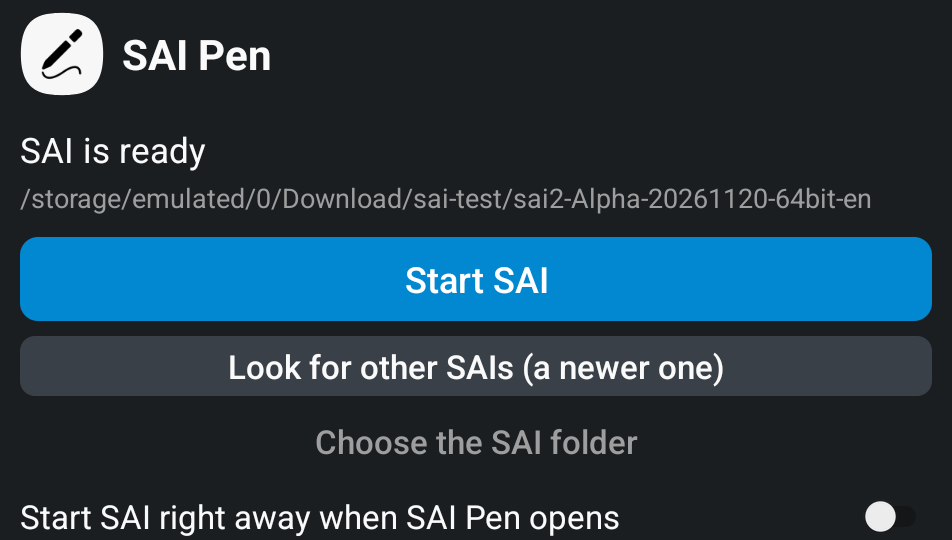 SAI Pen
SAI is ready
/storage/emulated/0/Download/sai-test/sai2-Alpha-20261120-64bit-en
Start SAI
Look for other SAIs (a newer one)
Choose the SAI folder
Start SAI right away when SAI Pen opens